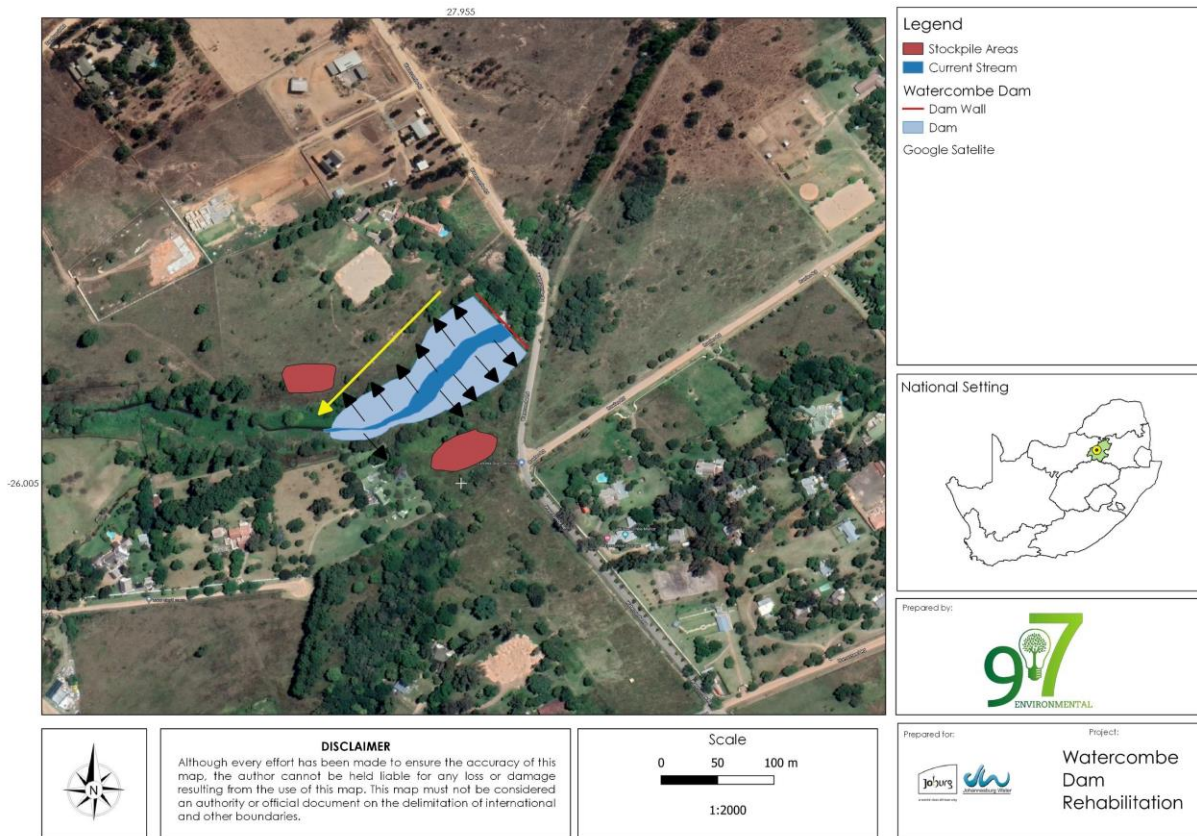 27.955
-26.005
Legend
Stockpile Areas
Current Stream
Watercombe Dam
Dam Wall
Dam
Google Satelite
National Setting
Prepared by:
907
ENVIRONMENTAL
N
DISCLAIMER
Although every effort has been made to ensure the accuracy of this
map, the author cannot be held liable for any loss or damage
resulting from the use of this map. This map must not be considered
an authority or official document on the delimitation of international
and other boundaries.
Scale
0 50 100 m
1:2000
Prepared for:
Joburg
Johannesburg Water
Project:
Watercombe
Dam
Rehabilitation